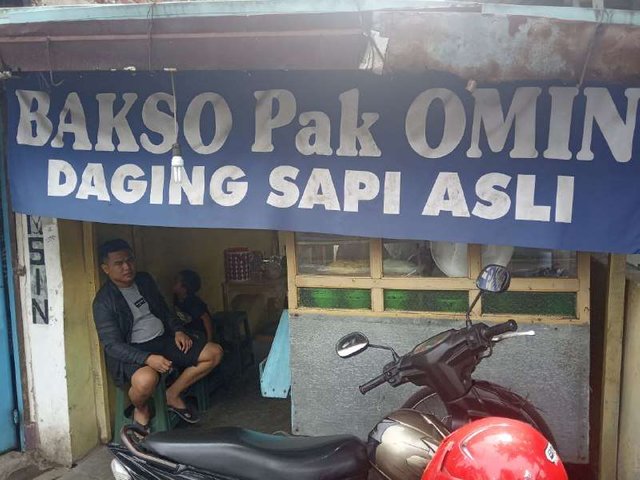 BAKSO Pak OMIN
DAGING SAPI ASLI